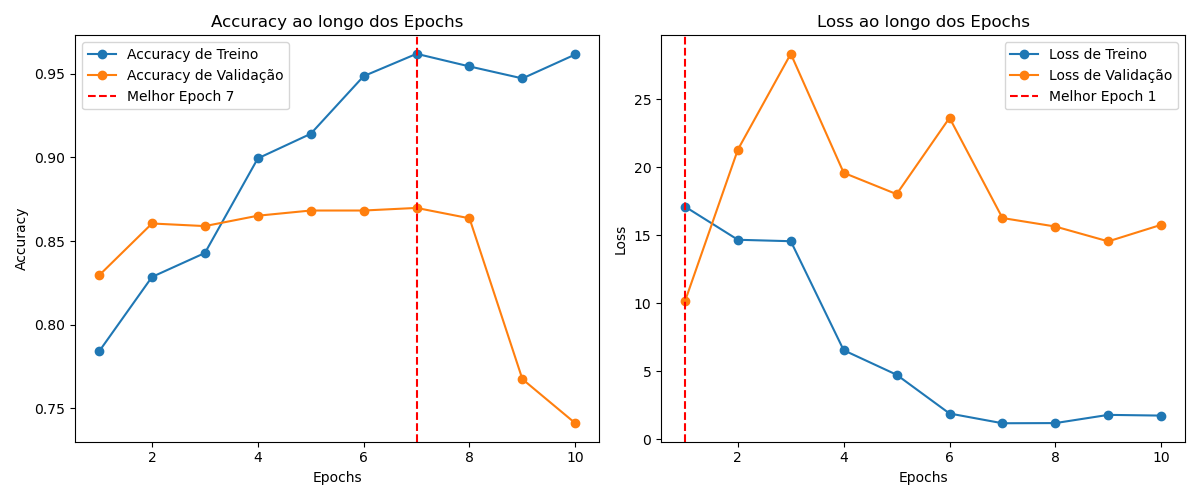 Accuracy ao longo dos Epochs
Accuracy de Treino
Accuracy de Validação
Melhor Epoch 7
0.95
0.90
0.85
0.80
0.75
Accuracy
2 4 6 8 10
Epochs
Loss ao longo dos Epochs
Loss de Treino
Loss de Validação
Melhor Epoch 1
25
20
15
10
5
0
Loss
2 4 6 8 10
Epochs